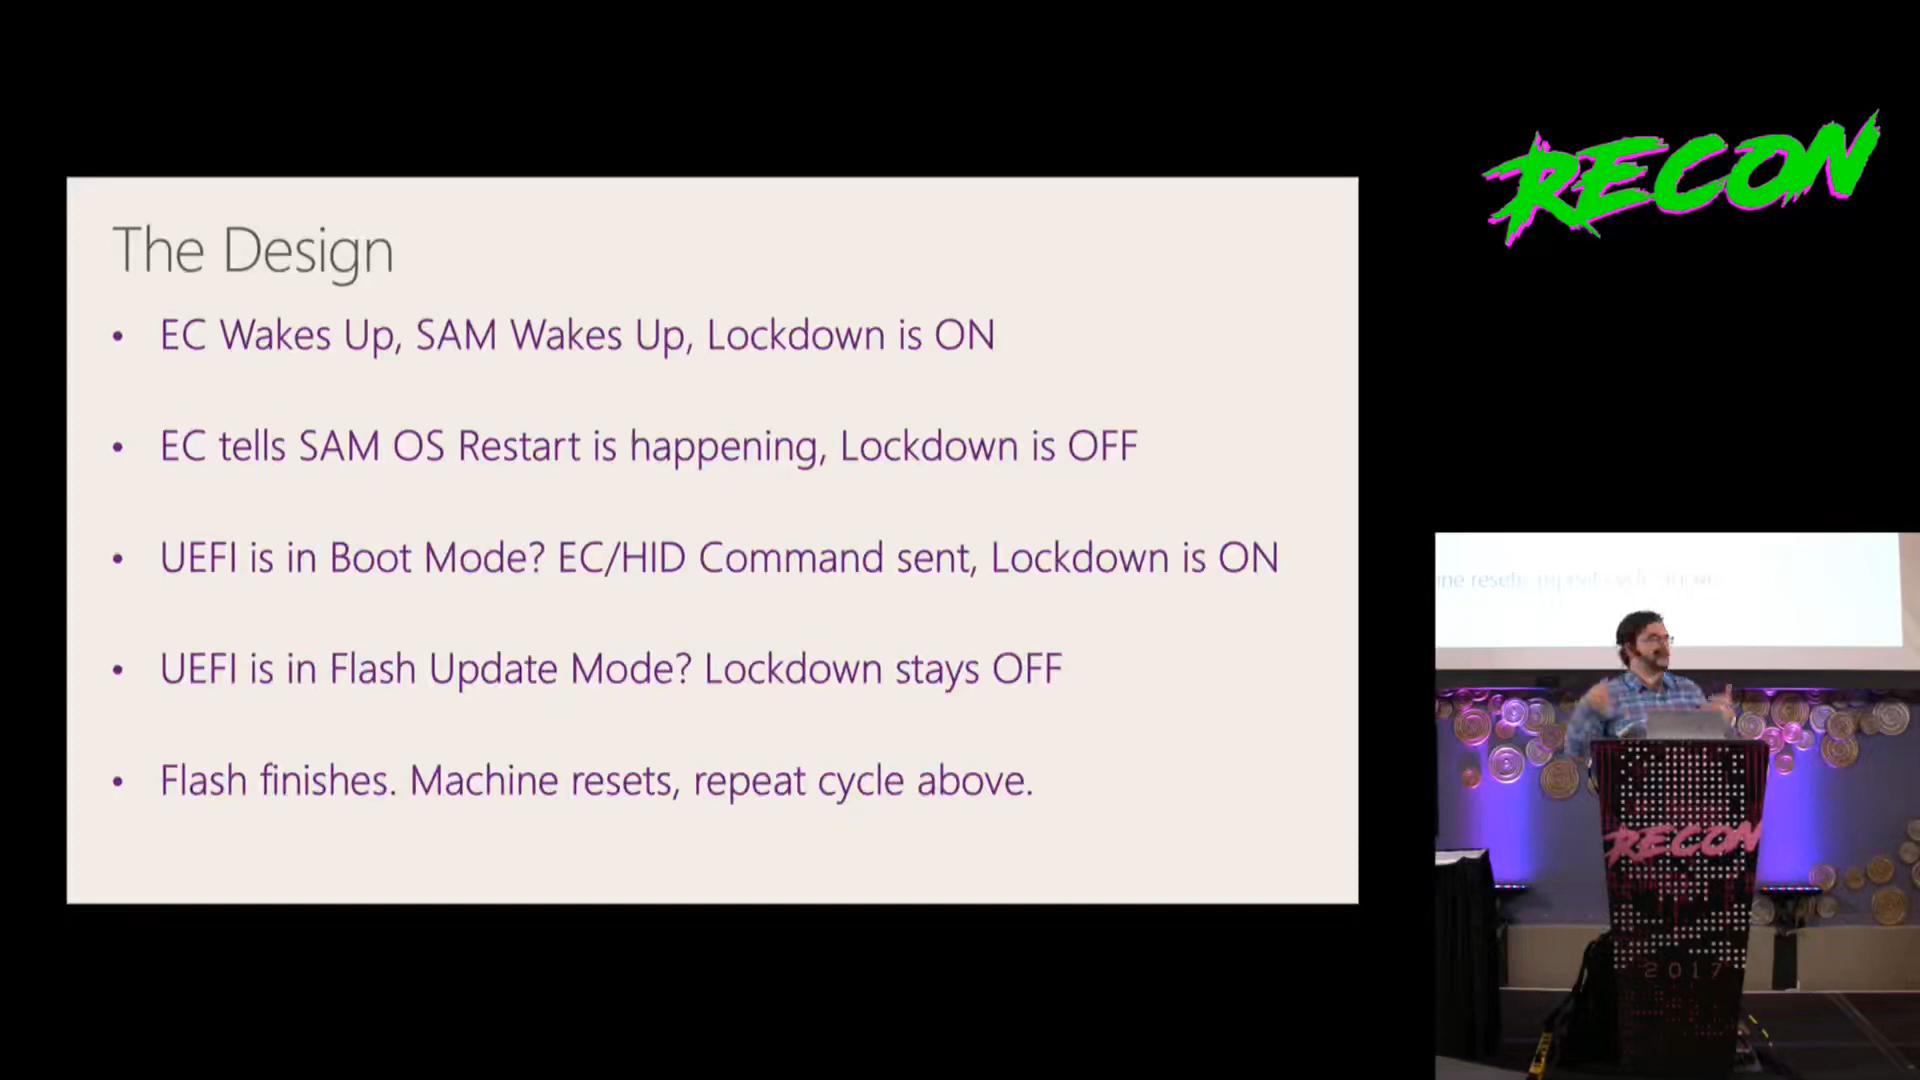 RECON
The Design
• EC Wakes Up, SAM Wakes Up, Lockdown is ON
• EC tells SAM OS Restart is happening, Lockdown is OFF
• UEFI is in Boot Mode? EC/HID Command sent, Lockdown is ON
• UEFI is in Flash Update Mode? Lockdown stays OFF
• Flash finishes. Machine resets, repeat cycle above.
RECON
2017